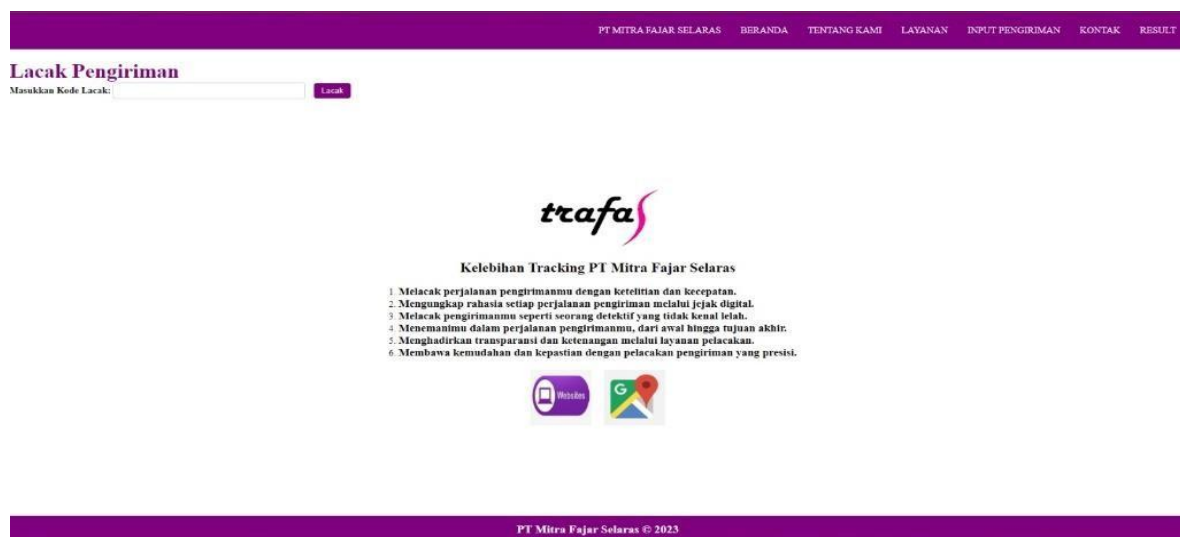 PT MITRA FAJAR SELARAS BERANDA TENTANG KAMI LAYANAN INPUT PENGIRIMAN KONTAK RESULT
Lacak Pengiriman
Masukkan Kode Lacak: Lacak
trafas
Kelebihan Tracking PT Mitra Fajar Selaras
1. Melacak perjalanan pengirimanmu dengan ketelitian dan kecepatan.
2. Mengungkap rahasia setiap perjalanan pengiriman melalui jejak digital.
3. Melacak pengirimanmu seperti seorang detektif yang tidak kenal lelah.
4. Menemanimu dalam perjalanan pengirimanmu, dari awal hingga tujuan akhir.
5. Menghadirkan transparansi dan ketenangan melalui layanan pelacakan.
6. Membawa kemudahan dan kepastian dengan pelacakan pengiriman yang presisi.
Websites G
PT Mitra Fajar Selaras © 2023